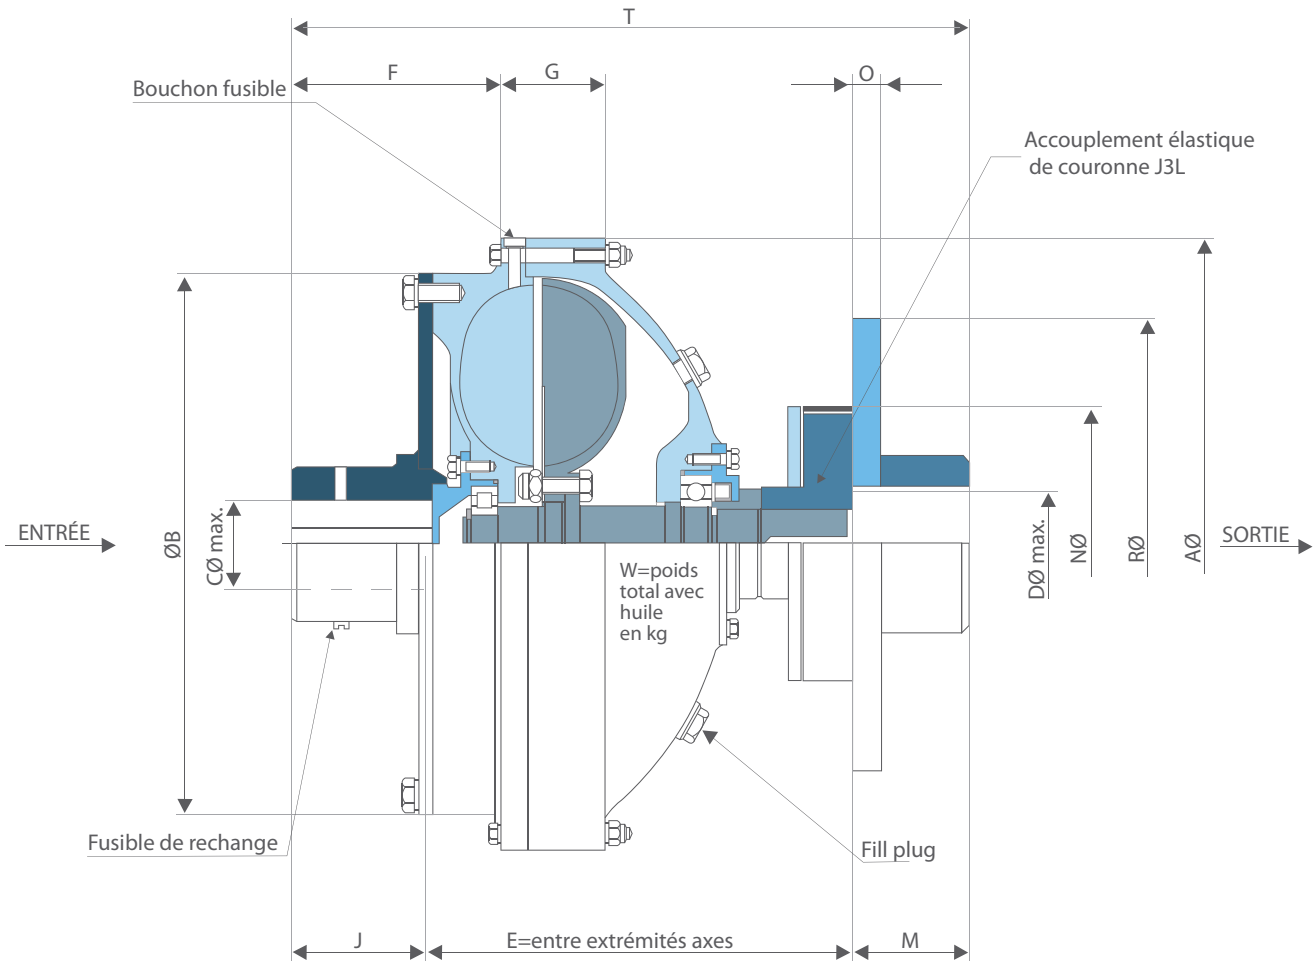 T
F
G
O
Bouchon fusible
Accouplement élastique
de couronne J3L
ENTRÉE
ØB
CØ max.
W=poids
total avec
huile
en kg
DØ max.
NØ
RØ
AØ
SORTIE
Fusible de rechange
Fill plug
J
E=entre extrémités axes
M